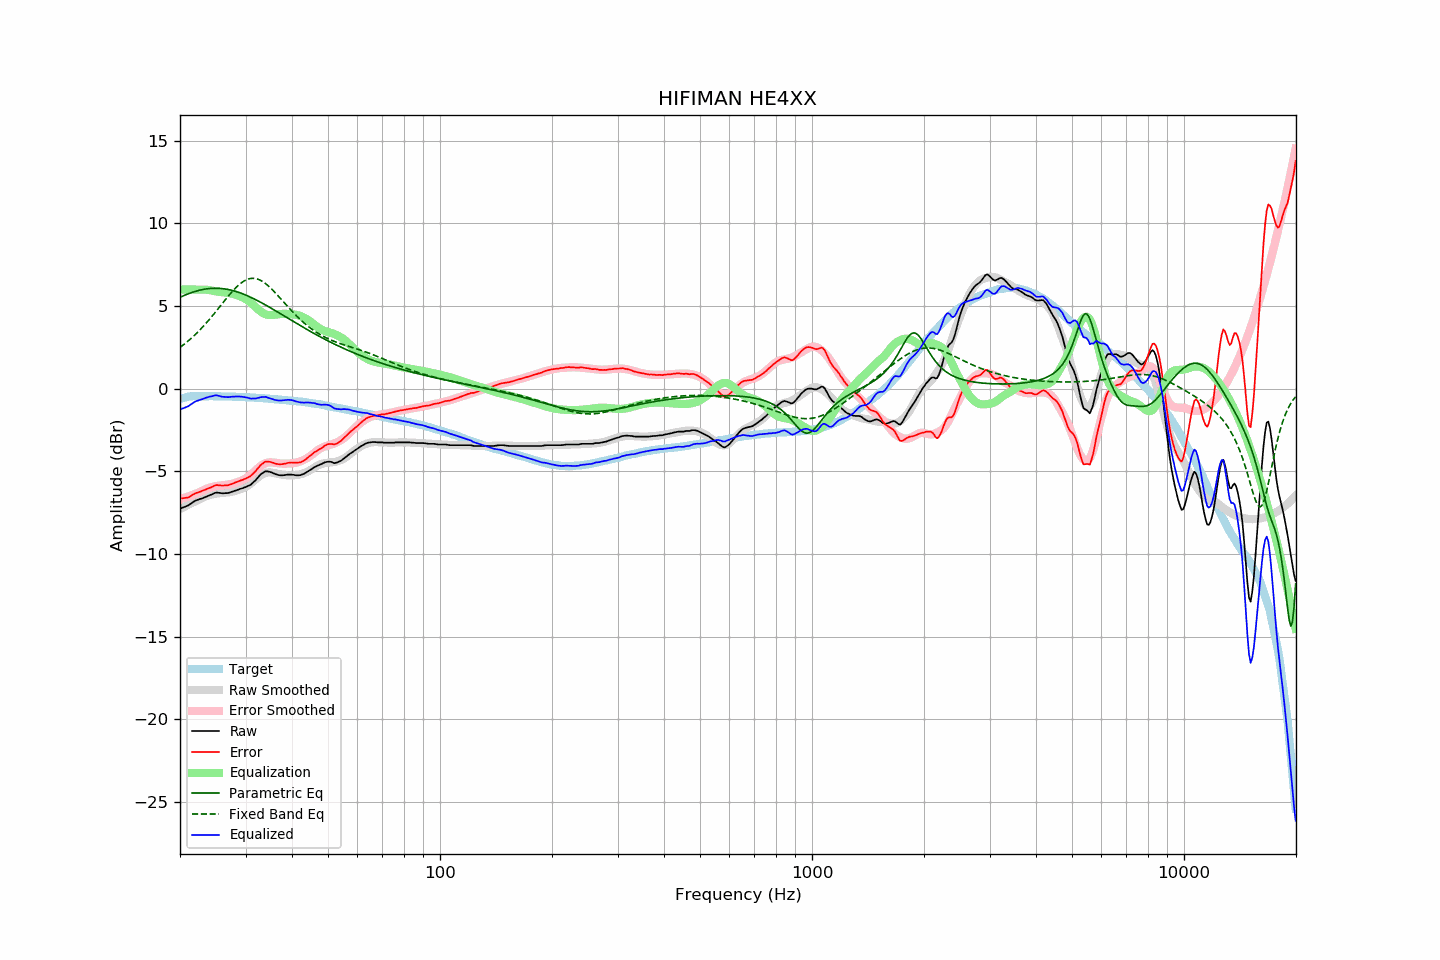 HIFIMAN HE4XX
15
10
5
0
−5
−10
−15
−20
−25
Amplitude (dBr)
Target
Raw Smoothed
Error Smoothed
Raw
Error
Equalization
Parametric Eq
Fixed Band Eq
Equalized
100
1000
10000
Frequency (Hz)